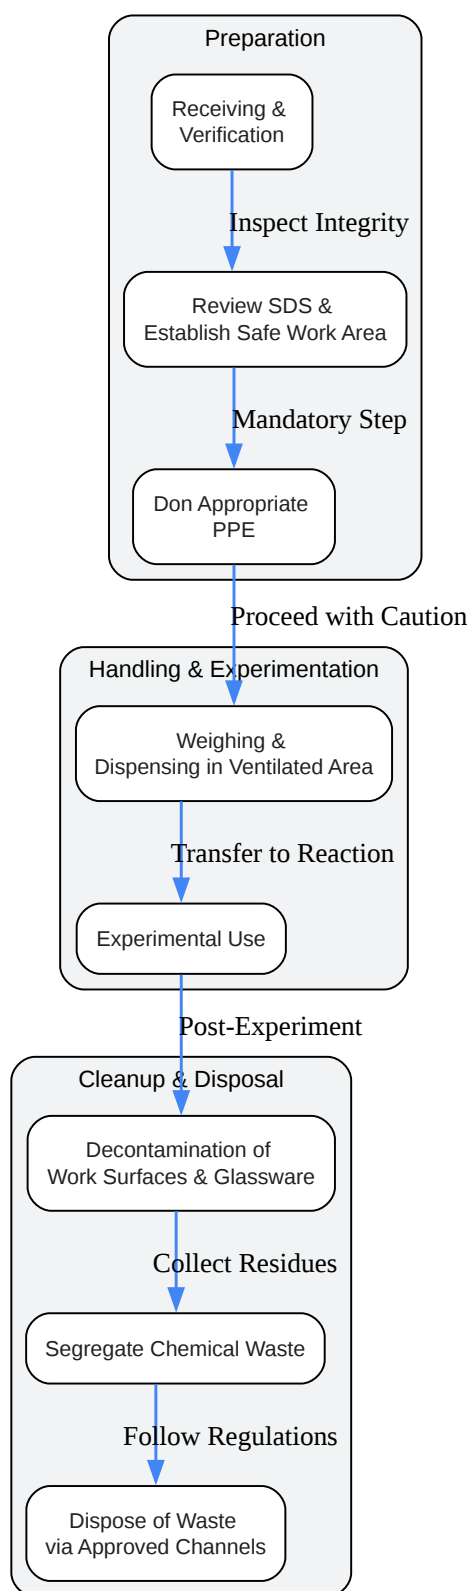 Preparation
Receiving &
Verification
Inspect Integrity
Review SDS &
Establish Safe Work Area
Mandatory Step
Don Appropriate
PPE
Proceed with Caution
Handling & Experimentation
Weighing &
Dispensing in Ventilated Area
Transfer to Reaction
Experimental Use
Post-Experiment
Cleanup & Disposal
Decontamination of
Work Surfaces & Glassware
Collect Residues
Segregate Chemical Waste
Follow Regulations
Dispose of Waste
via Approved Channels